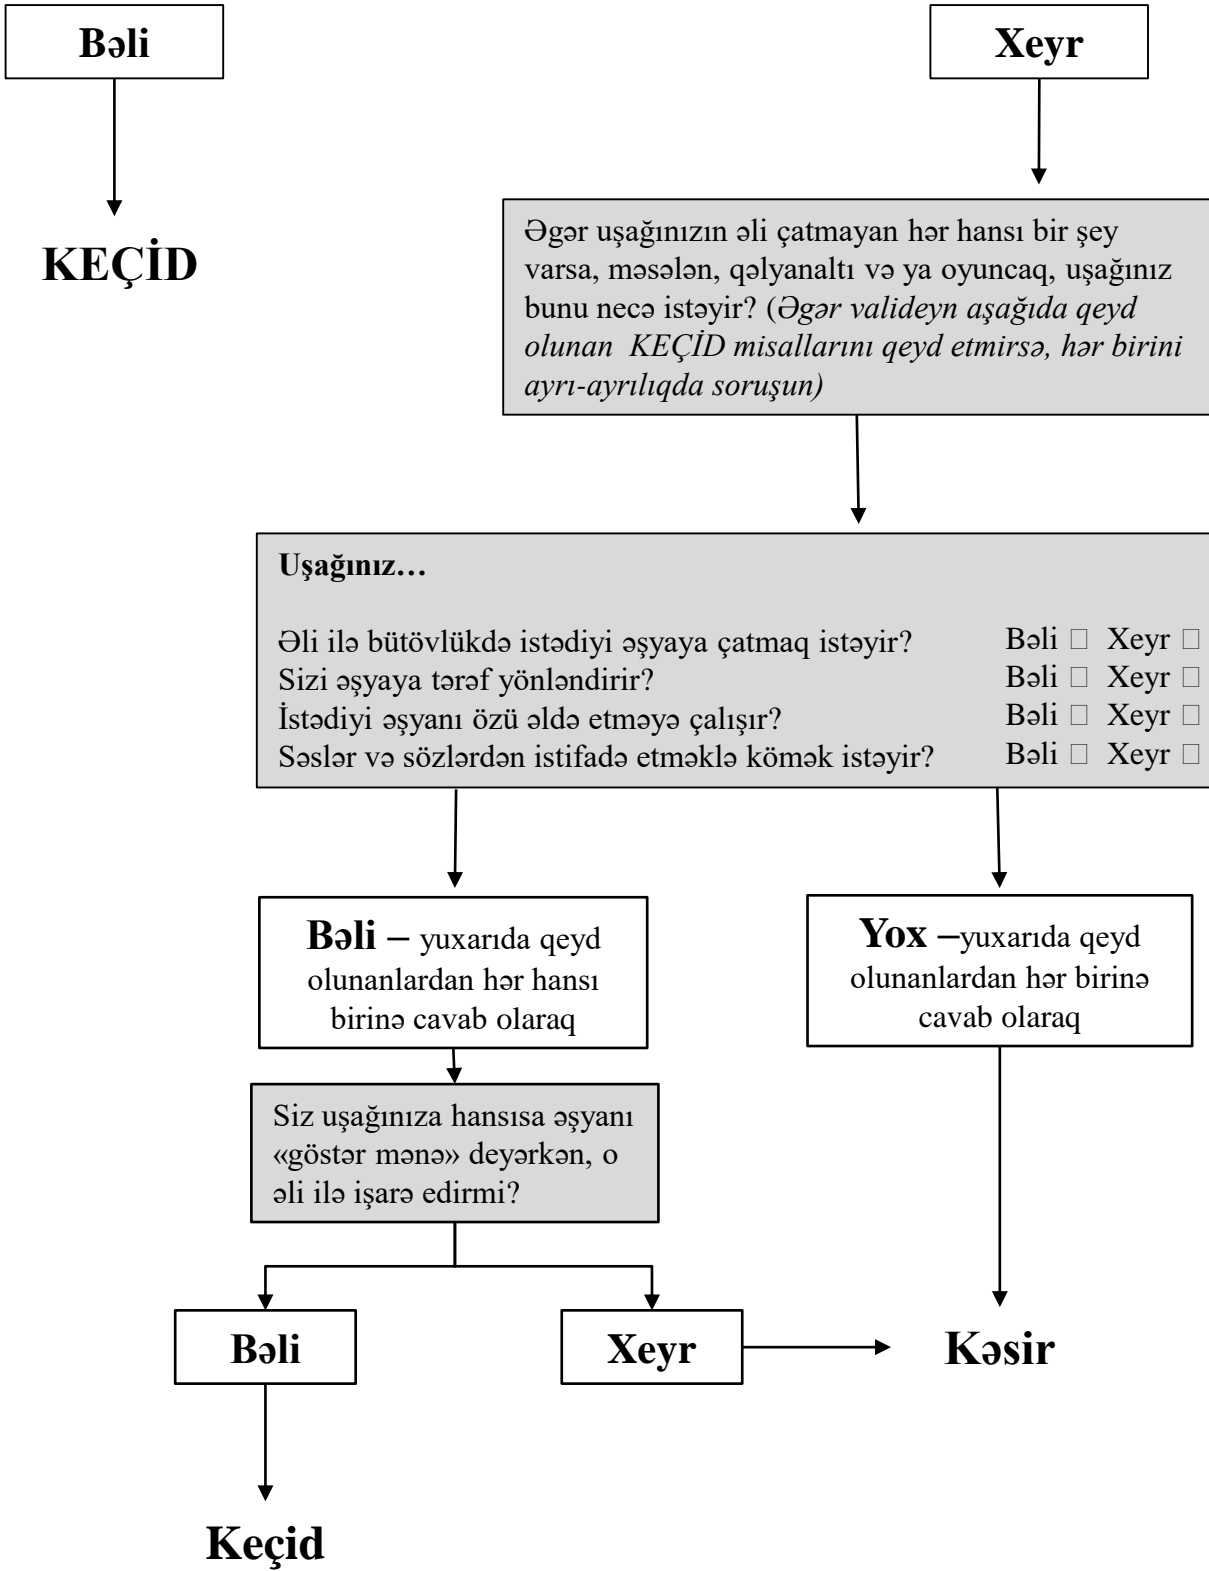 Bəli
Xeyr
KEÇİD
Əgər uşağınızın əli çatmayan hər hansı bir şey
varsa, məsələn, qəlyanaltı və ya oyuncaq, uşağınız
bunu necə istəyir? (Əgər valideyn aşağıda qeyd
olunan KEÇİD misallarını qeyd etmirsə, hər birini
ayrı-ayrılıqda soruşun)
Uşağınız…
Əli ilə bütövlükdə istədiyi əşyaya çatmaq istəyir? Bəli □ Xeyr □
Sizi əşyaya tərəf yönləndirir? Bəli □ Xeyr □
İstədiyi əşyanı özü əldə etməyə çalışır? Bəli □ Xeyr □
Səslər və sözlərdən istifadə etməklə kömək istəyir? Bəli □ Xeyr □
Bəli – yuxarıda qeyd
olunanlardan hər hansı
birinə cavab olaraq
Yox –yuxarıda qeyd
olunanlardan hər birinə
cavab olaraq
Siz uşağınıza hansısa əşyanı
«göstər mənə» deyərkən, o
əli ilə işarə edirmi?
Bəli
Xeyr
Kəsir
Keçid